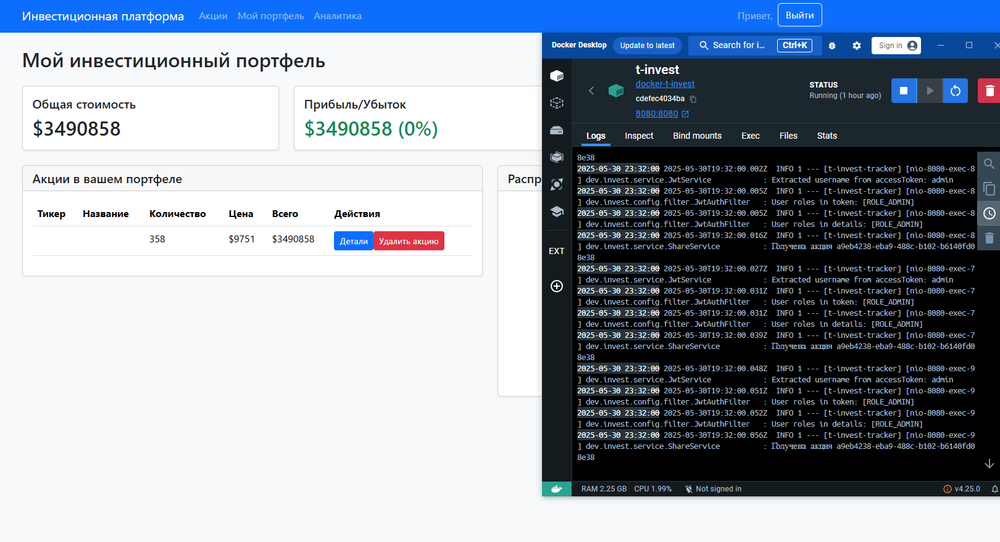 Инвестиционная платформа Акции Мой портфель Аналитика Привет, Выйти
Мой инвестиционный портфель
Общая стоимость
$3490858
Прибыль/Убыток
$3490858 (0%)
Акции в вашем портфеле
Тикер Название Количество Цена Всего Действия
358 $9751 $3490858 Детали Удалить акцию
Распр
Docker Desktop Update to latest Search for i... Ctrl+K Sign in
t-invest
docker-t-invest
cdefec4034ba
8080:8080
STATUS
Running (1 hour ago)
Logs Inspect Bind mounts Exec Files Stats
EXT
8e38
2025-05-30 23:32:00 2025-05-30T19:32:00.002Z INFO 1 --- [t-invest-tracker] [nio-8080-exec-8
] dev.invest.service.JwtService : Extracted username from accessToken: admin
2025-05-30 23:32:00 2025-05-30T19:32:00.005Z INFO 1 --- [t-invest-tracker] [nio-8080-exec-8
] dev.invest.config.filter.JwtAuthFilter : User roles in token: [ROLE_ADMIN]
2025-05-30 23:32:00 2025-05-30T19:32:00.005Z INFO 1 --- [t-invest-tracker] [nio-8080-exec-8
] dev.invest.config.filter.JwtAuthFilter : User roles in details: [ROLE_ADMIN]
2025-05-30 23:32:00 2025-05-30T19:32:00.016Z INFO 1 --- [t-invest-tracker] [nio-8080-exec-8
] dev.invest.service.ShareService : Получена акция a9eb4238-eba9-488c-b102-b6140fd0
8e38
2025-05-30 23:32:00 2025-05-30T19:32:00.027Z INFO 1 --- [t-invest-tracker] [nio-8080-exec-7
] dev.invest.service.JwtService : Extracted username from accessToken: admin
2025-05-30 23:32:00 2025-05-30T19:32:00.031Z INFO 1 --- [t-invest-tracker] [nio-8080-exec-7
] dev.invest.config.filter.JwtAuthFilter : User roles in token: [ROLE_ADMIN]
2025-05-30 23:32:00 2025-05-30T19:32:00.031Z INFO 1 --- [t-invest-tracker] [nio-8080-exec-7
] dev.invest.config.filter.JwtAuthFilter : User roles in details: [ROLE_ADMIN]
2025-05-30 23:32:00 2025-05-30T19:32:00.039Z INFO 1 --- [t-invest-tracker] [nio-8080-exec-7
] dev.invest.service.ShareService : Получена акция a9eb4238-eba9-488c-b102-b6140fd0
8e38
2025-05-30 23:32:00 2025-05-30T19:32:00.048Z INFO 1 --- [t-invest-tracker] [nio-8080-exec-9
] dev.invest.service.JwtService : Extracted username from accessToken: admin
2025-05-30 23:32:00 2025-05-30T19:32:00.051Z INFO 1 --- [t-invest-tracker] [nio-8080-exec-9
] dev.invest.config.filter.JwtAuthFilter : User roles in token: [ROLE_ADMIN]
2025-05-30 23:32:00 2025-05-30T19:32:00.052Z INFO 1 --- [t-invest-tracker] [nio-8080-exec-9
] dev.invest.config.filter.JwtAuthFilter : User roles in details: [ROLE_ADMIN]
2025-05-30 23:32:00 2025-05-30T19:32:00.056Z INFO 1 --- [t-invest-tracker] [nio-8080-exec-9
] dev.invest.service.ShareService : Получена акция a9eb4238-eba9-488c-b102-b6140fd0
8e38
RAM 2.25 GB CPU 1.99% Not signed in v4.25.0